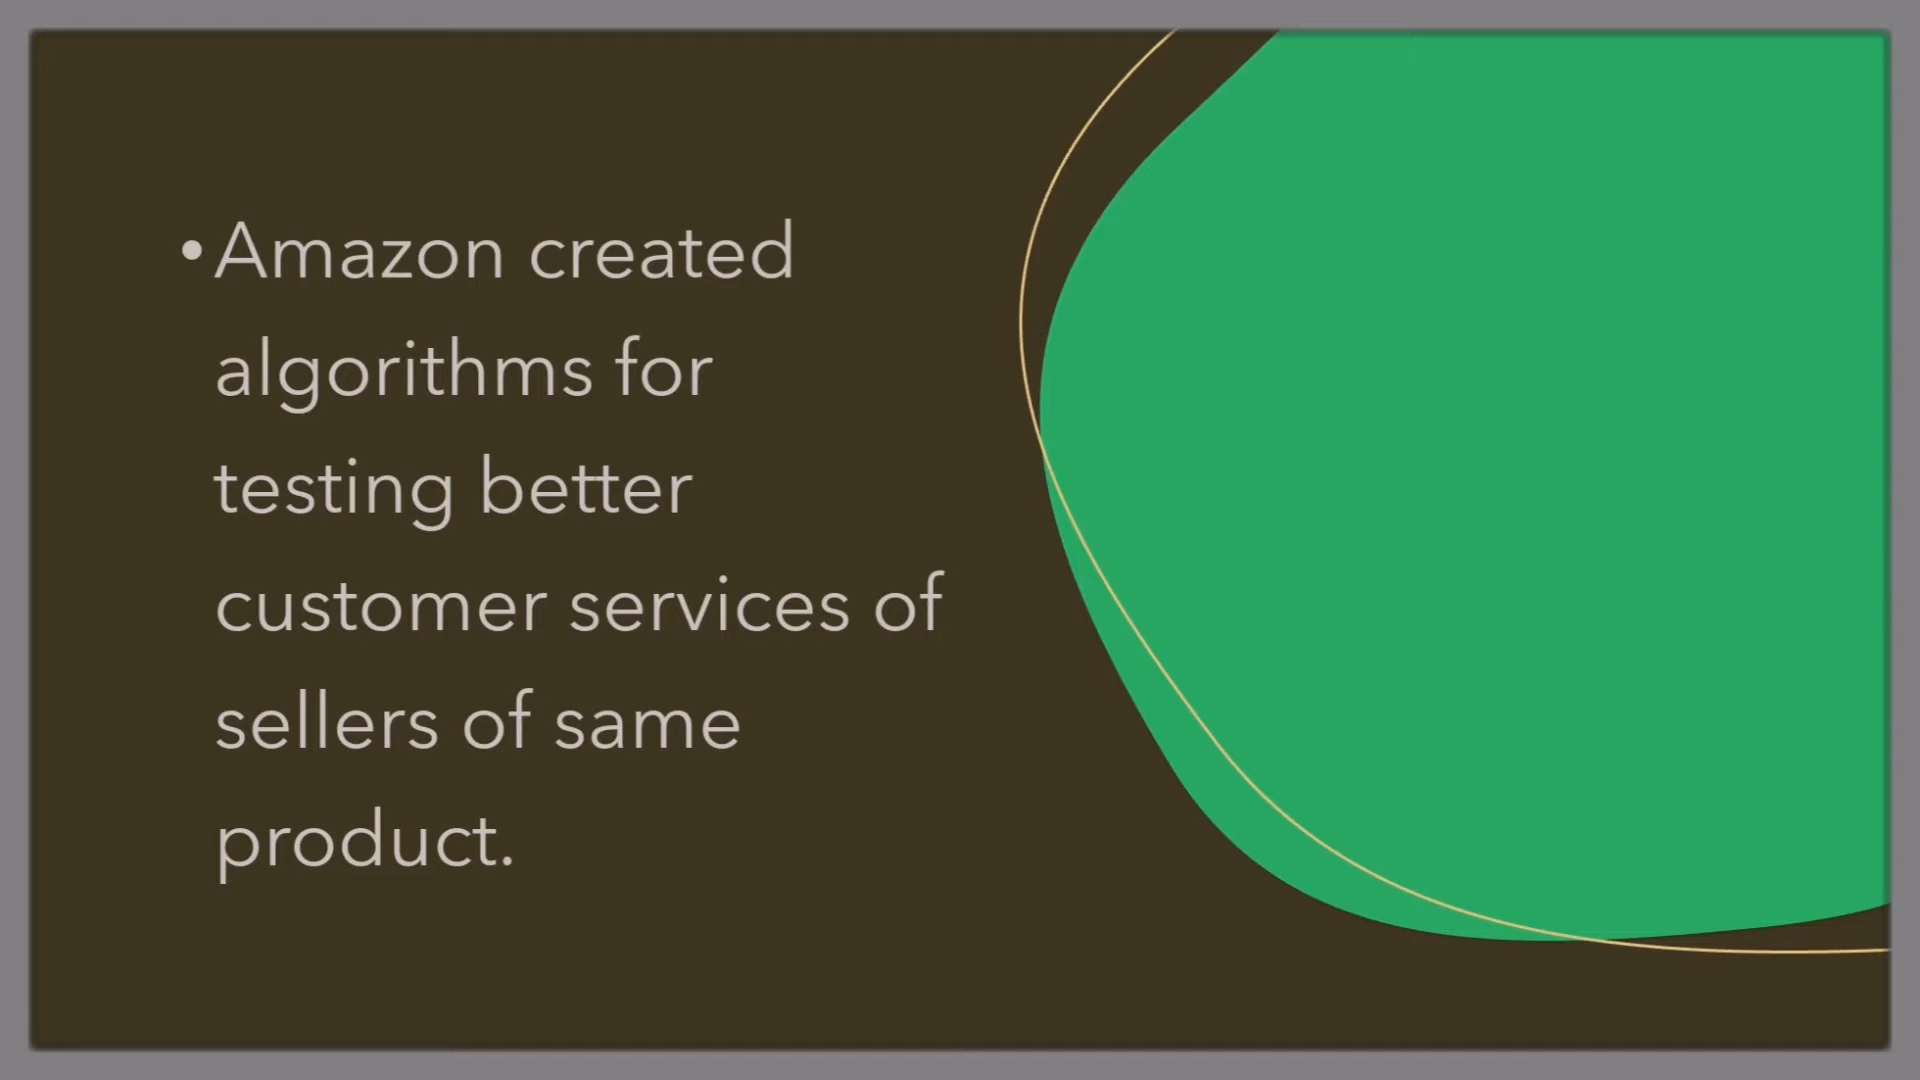 •Amazon created
algorithms for
testing better
customer services of
sellers of same
product.